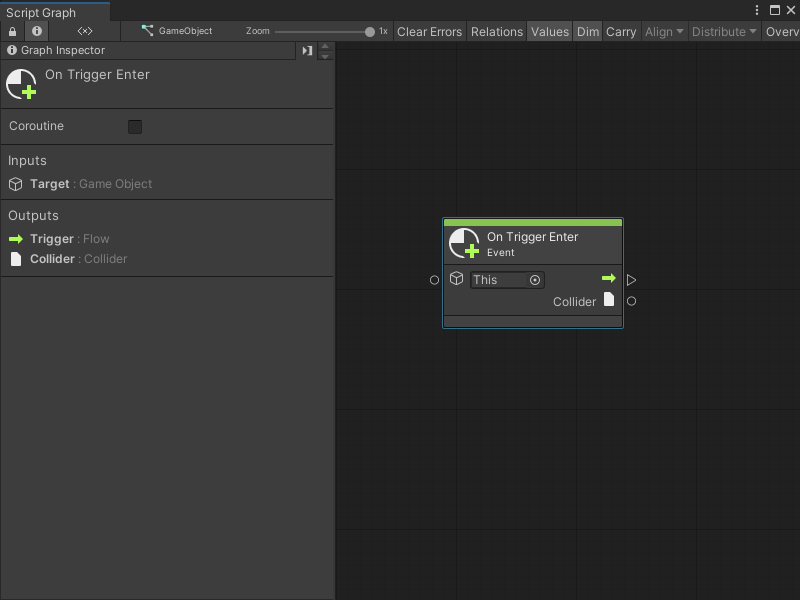 Script Graph
<×> GameObject Zoom 1x Clear Errors Relations Values Dim Carry Align Distribute Overv
Graph Inspector
On Trigger Enter
Coroutine
Inputs
Target : Game Object
Outputs
Trigger : Flow
Collider : Collider
On Trigger Enter
Event
This
Collider